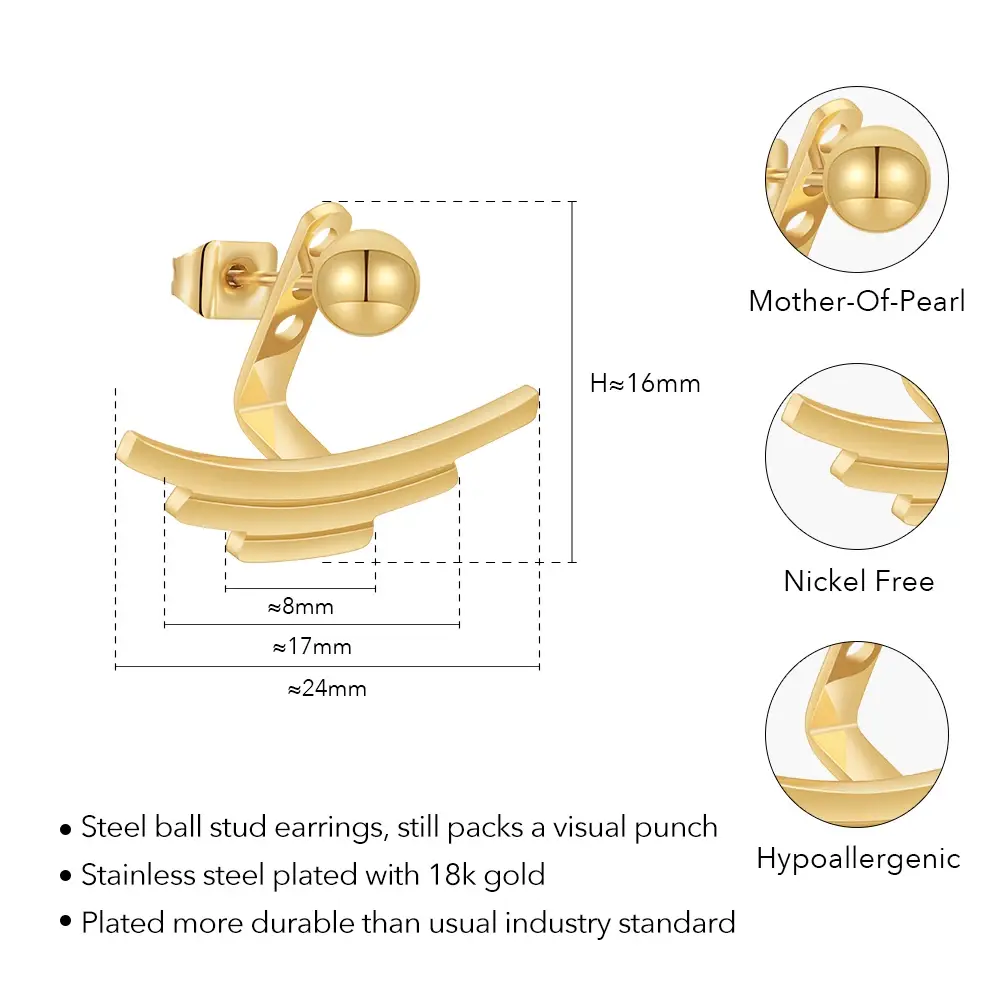 Mother-Of-Pearl
H≈16mm
Nickel Free
≈8mm
≈17mm
≈24mm
• Steel ball stud earrings, still packs a visual punch
• Stainless steel plated with 18k gold
• Plated more durable than usual industry standard
Hypoallergenic